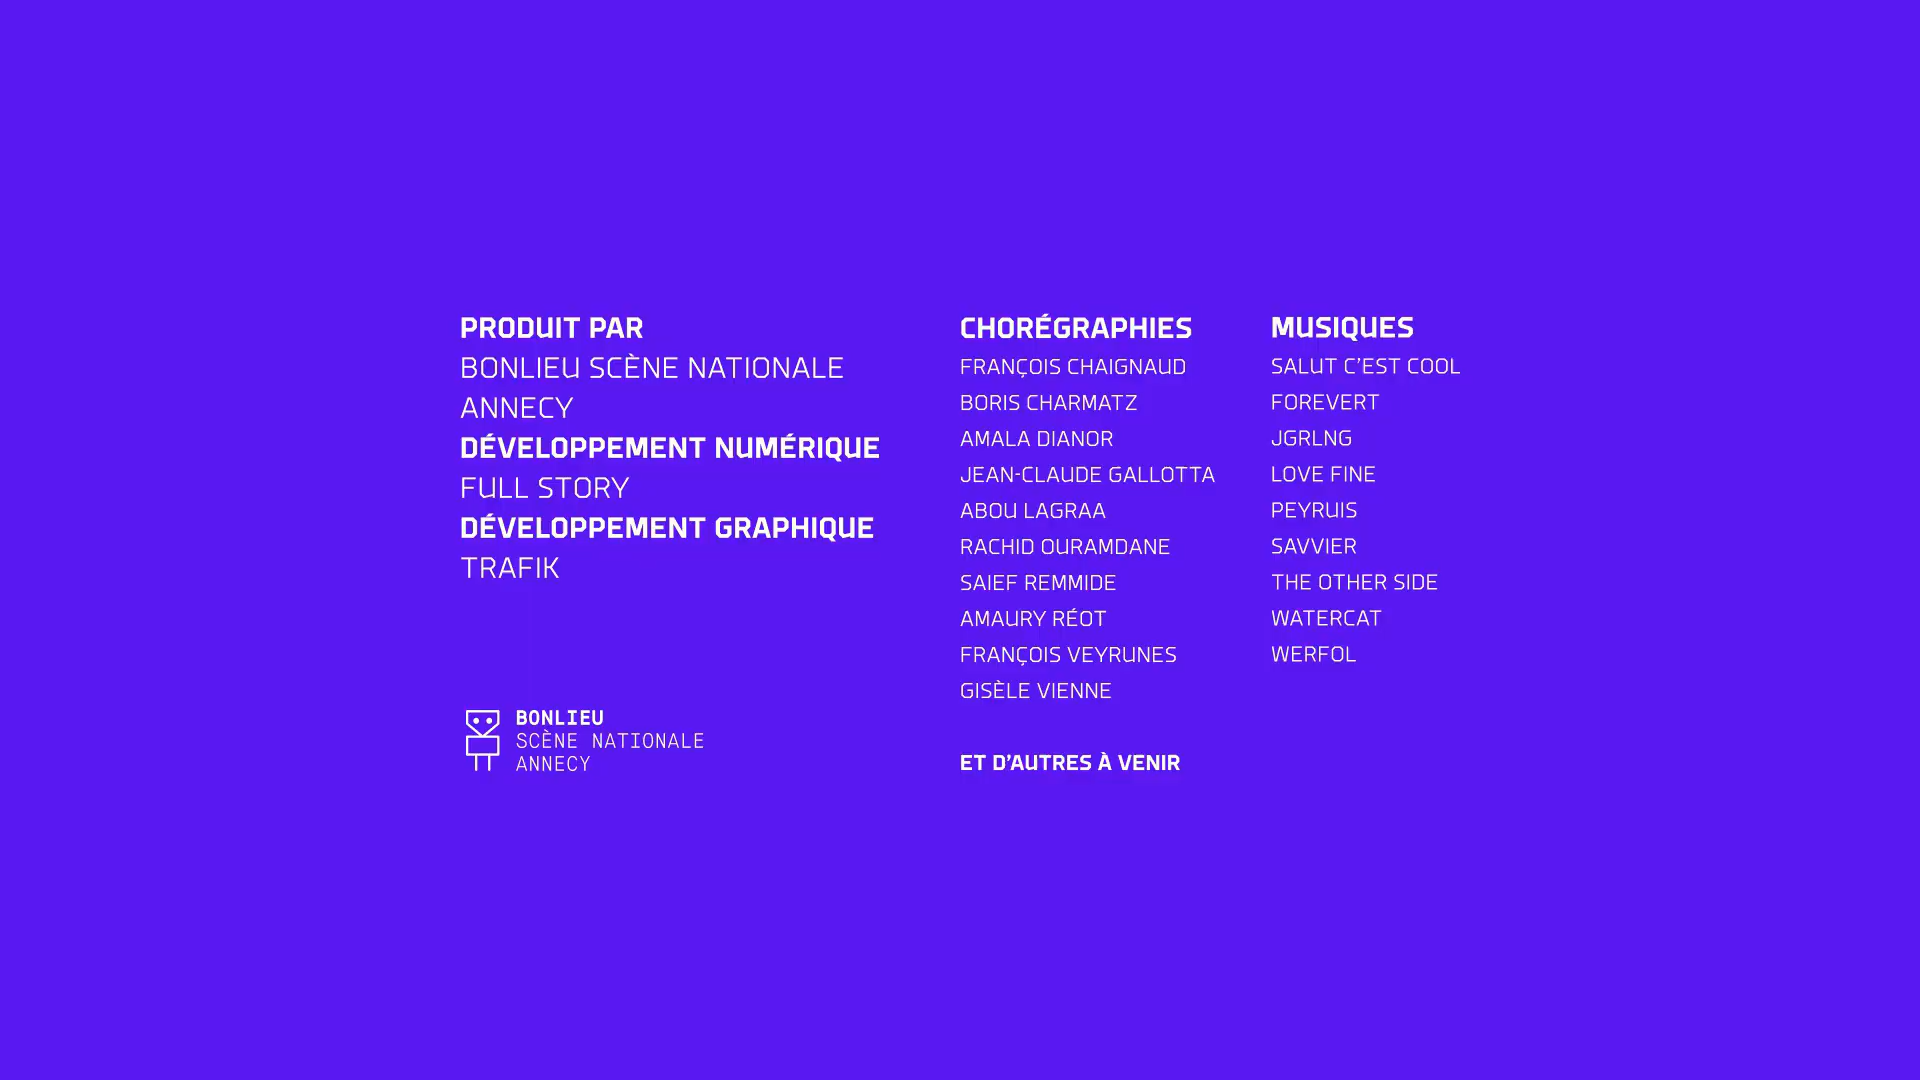 PRODUIT PAR
BONLIEU SCÈNE NATIONALE
ANNECY
DÉVELOPPEMENT NUMÉRIQUE
FULL STORY
DÉVELOPPEMENT GRAPHIQUE
TRAFIK
BONLIEU
SCÈNE NATIONALE
ANNECY
CHORÉGRAPHIES
FRANÇOIS CHAIGNAUD
BORIS CHARMATZ
AMALA DIANOR
JEAN-CLAUDE GALLOTTA
ABOU LAGRAA
RACHID OURAMDANE
SAIEF REMMIDE
AMAURY RÉOT
FRANÇOIS VEYRUNES
GISÈLE VIENNE
ET D’AUTRES À VENIR
MUSIQUES
SALUT C’EST COOL
FOREVERT
JGRLNG
LOVE FINE
PEYRUIS
SAVVIER
THE OTHER SIDE
WATERCAT
WERFOL